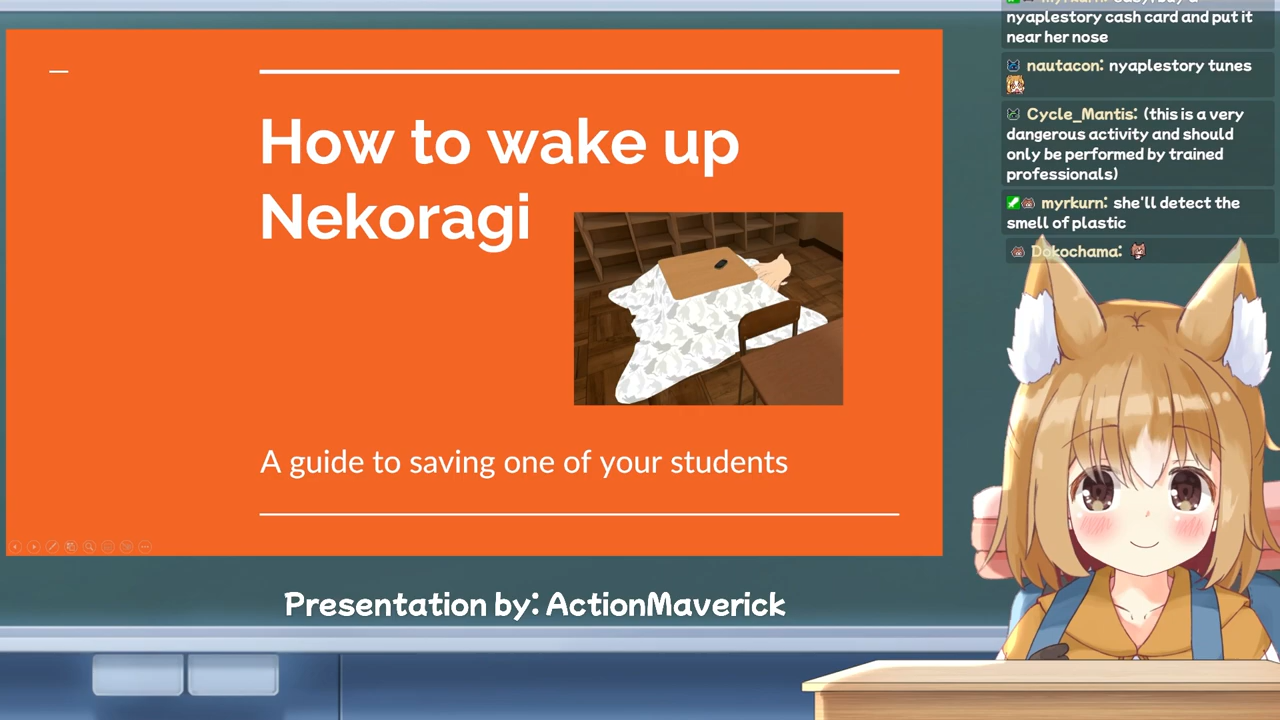 How to wake up
Nekoragi
A guide to saving one of your students
Presentation by: ActionMaverick
nyaplestory cash card and put it
near her nose
nautacon: nyaplestory tunes
Cycle_Mantis: (this is a very
dangerous activity and should
only be performed by trained
professionals)
myrkurn: she'll detect the
smell of plastic
Dokochama: